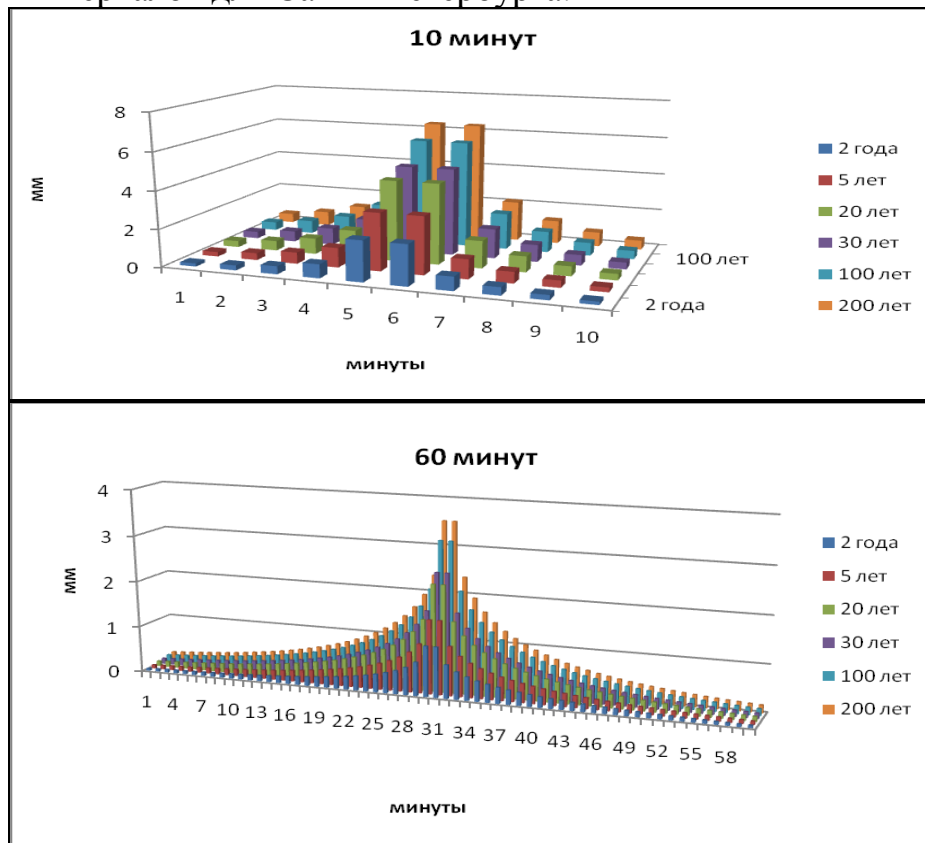 10 минут
8
6
4
2
0
мм
1 2 3 4 5 6 7 8 9 10
минуты
100 лет
2 года
2 года
5 лет
20 лет
30 лет
100 лет
200 лет
60 минут
4
3
2
1
0
мм
1 4 7 10 13 16 19 22 25 28 31 34 37 40 43 46 49 52 55 58
минуты
2 года
5 лет
20 лет
30 лет
100 лет
200 лет